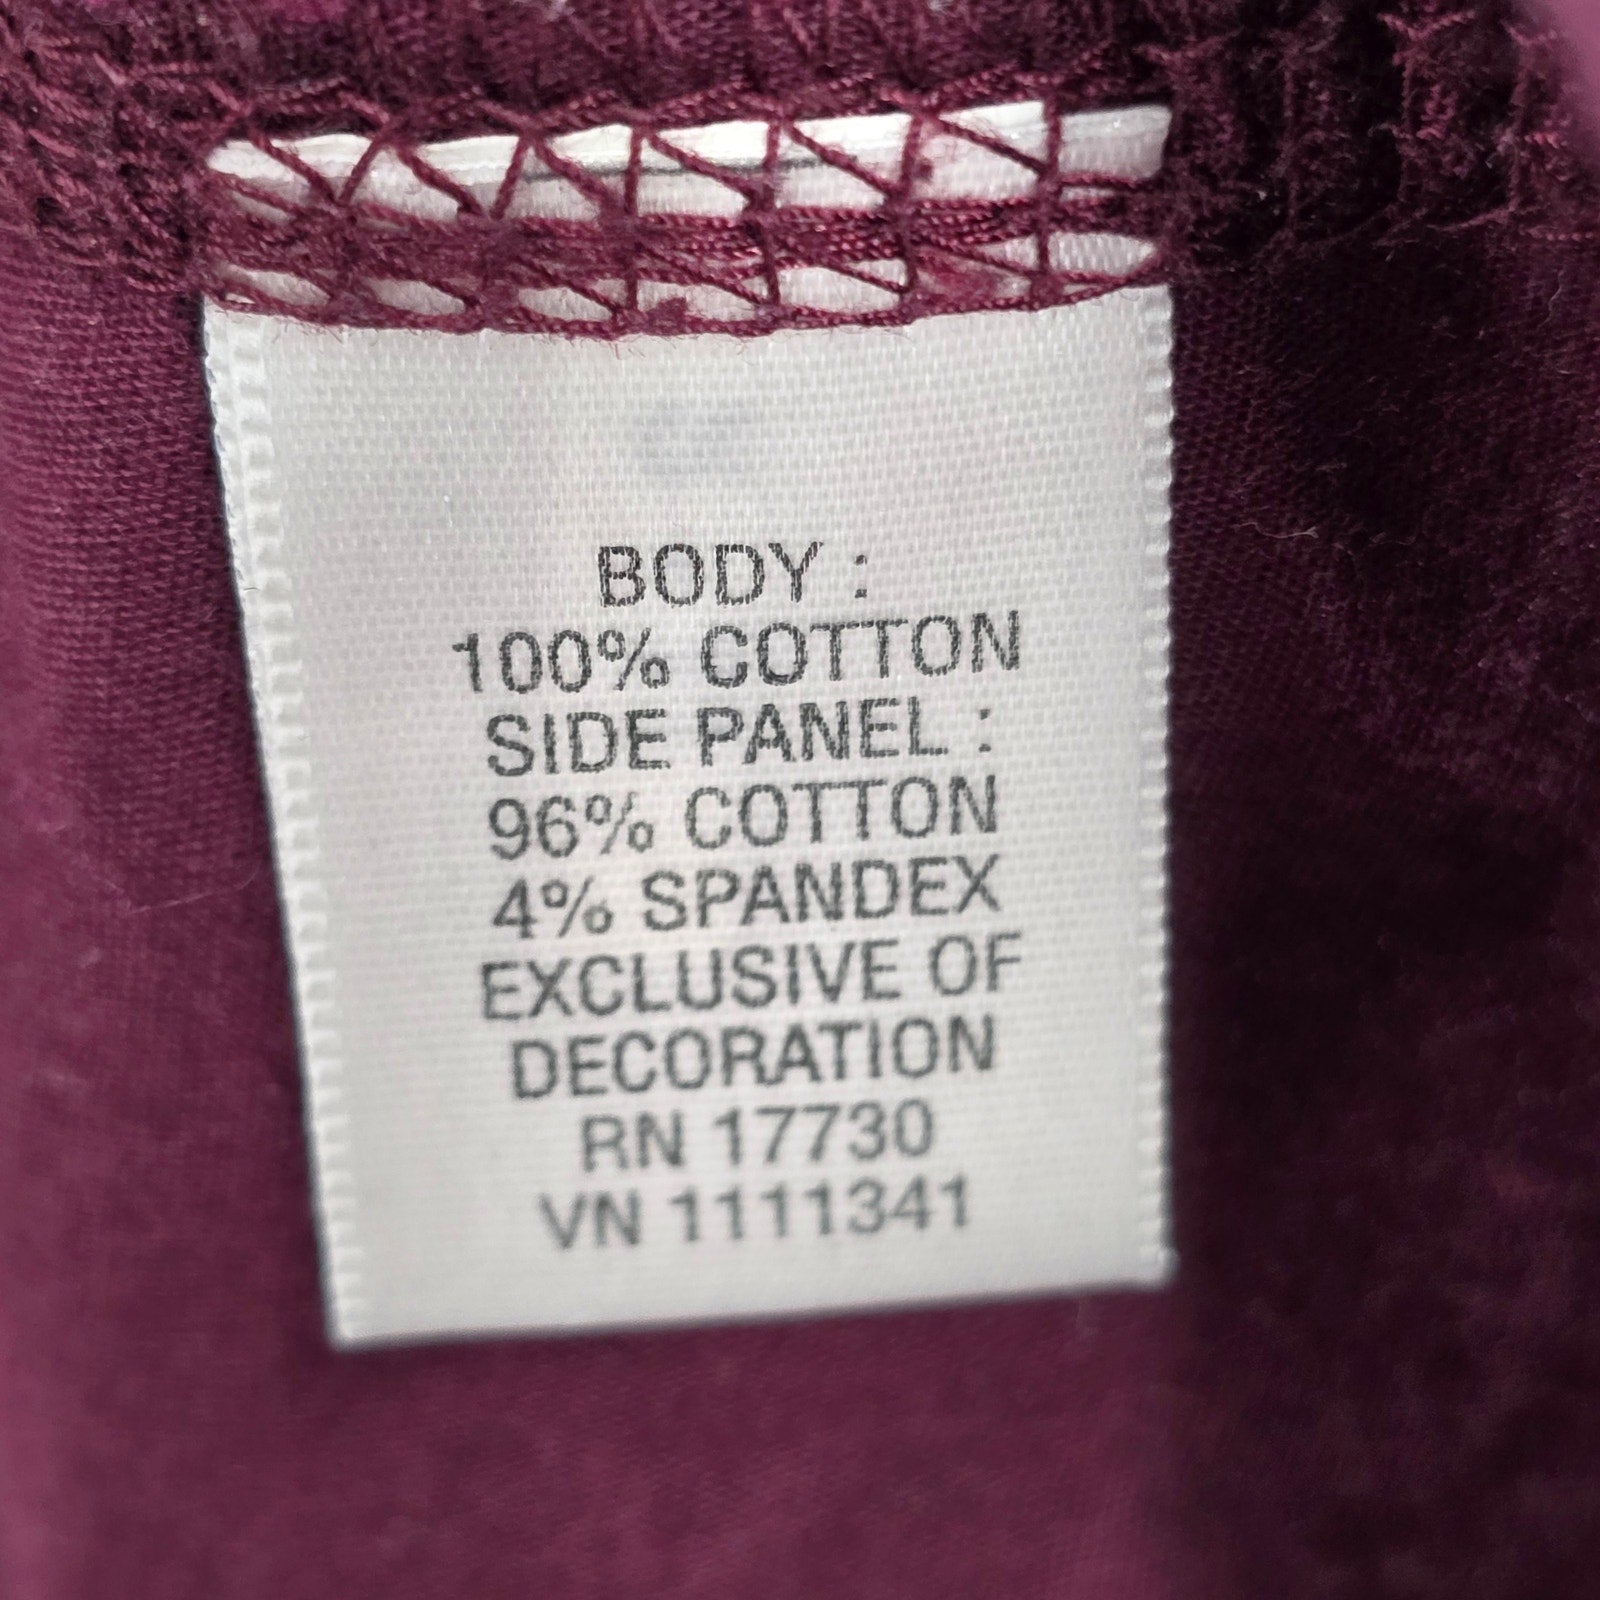 BODY :
100% COTTON
SIDE PANEL :
96% COTTON
4% SPANDEX
EXCLUSIVE OF
DECORATION
RN 17730
VN 1111341